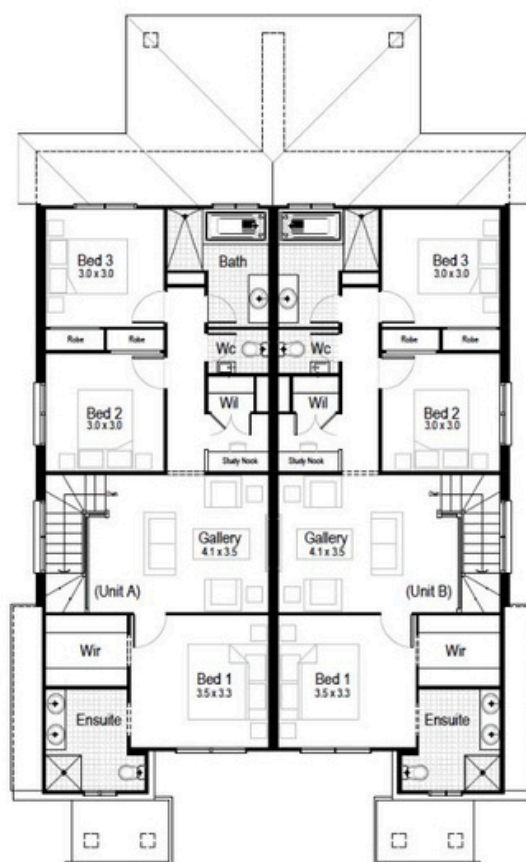 Bed 3
3.0 x 3.0
Bath
Bed 3
3.0 x 3.0
Robe
Robe
Wc
Wc
Robe
Robe
Bed 2
3.0 x 3.0
Wil
Wil
Bed 2
3.0 x 3.0
Study Nook
Study Nook
Gallery
4.1 x 3.5
Gallery
4.1 x 3.5
(Unit A)
(Unit B)
Wir
Bed 1
3.5 x 3.3
Bed 1
3.5 x 3.3
Wir
Ensuite
Ensuite